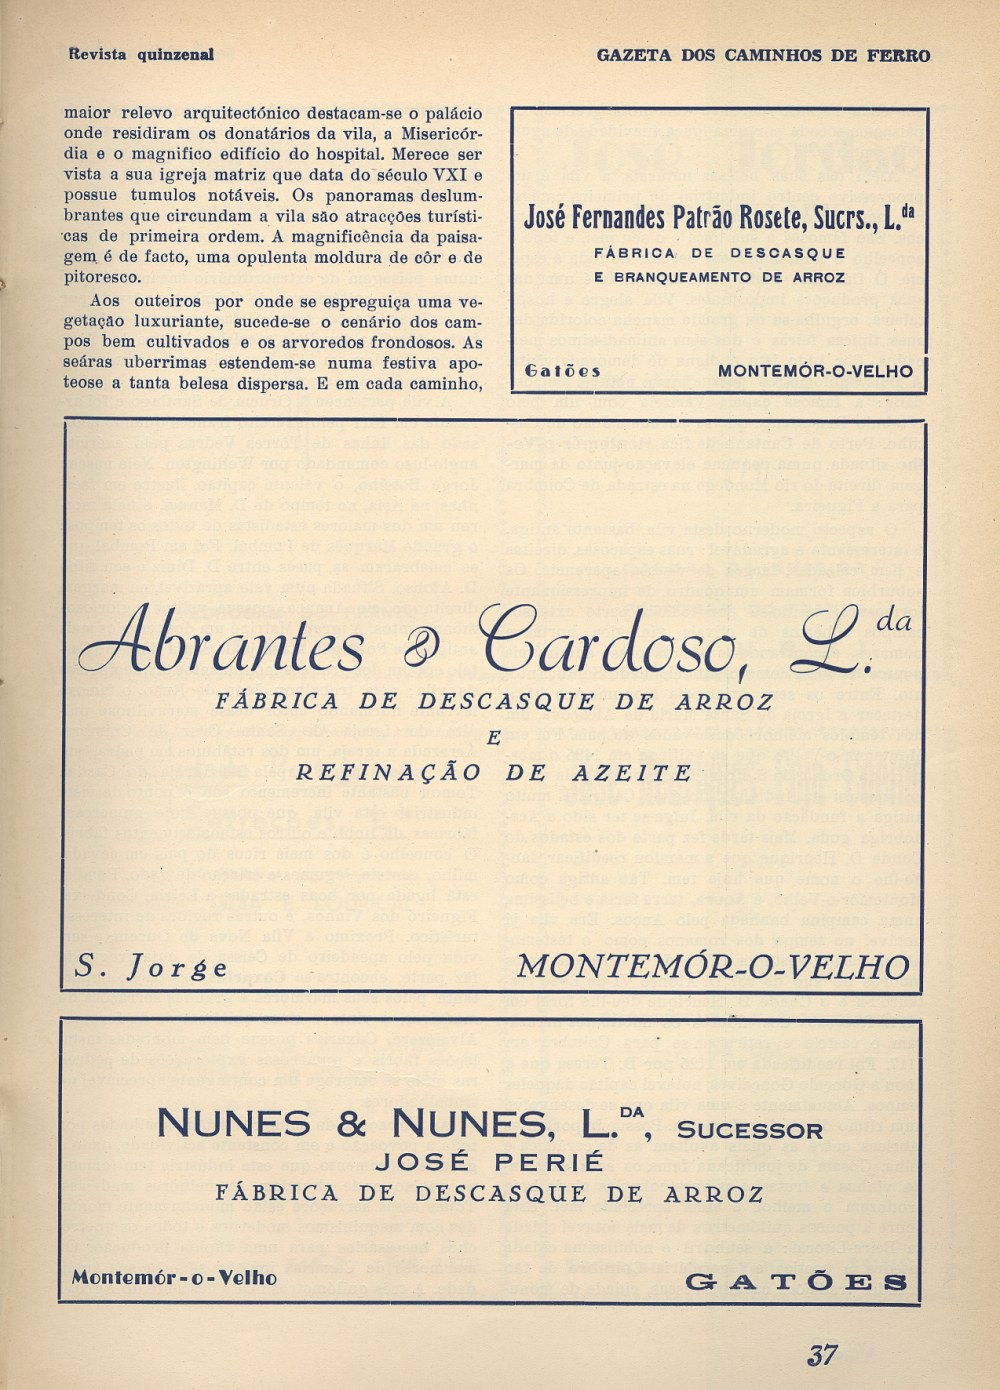 Revista quinzenal
GAZETA DOS CAMINHOS DE FERRO
maior relevo arquitectónico destacam-se o palácio
onde residiram os donatários da vila, a Misericór-
dia e o magnifico edifício do hospital. Merece ser
vista a sua igreja matriz que data do século VXI e
possue tumulos notáveis. Os panoramas deslum-
brantes que circundam a vila são atracções turísti-
cas de primeira ordem. A magnificência da paisa-
gem é de facto, uma opulenta moldura de côr e de
pitoresco.
Aos outeiros por onde se espreguiça uma ve-
getação luxuriante, sucede-se o cenário dos cam-
pos bem cultivados e os arvoredos frondosos. As
seáras uberrimas estendem-se numa festiva apo-
teose a tanta belesa dispersa. E em cada caminho,
José Fernandes Patrão Rosete, Sucrs., L.da
FÁBRICA DE DESCASQUE
E BRANQUEAMENTO DE ARROZ
Gatões MONTEMÓR-O-VELHO
Abrantes & Cardoso, L.da
FÁBRICA DE DESCASQUE DE ARROZ
E
REFINAÇÃO DE AZEITE
S. Jorge MONTEMÓR-O-VELHO
NUNES & NUNES, L.DA, SUCESSOR
JOSÉ PERIÉ
FÁBRICA DE DESCASQUE DE ARROZ
Montemór-o-Velho GATÕES
37